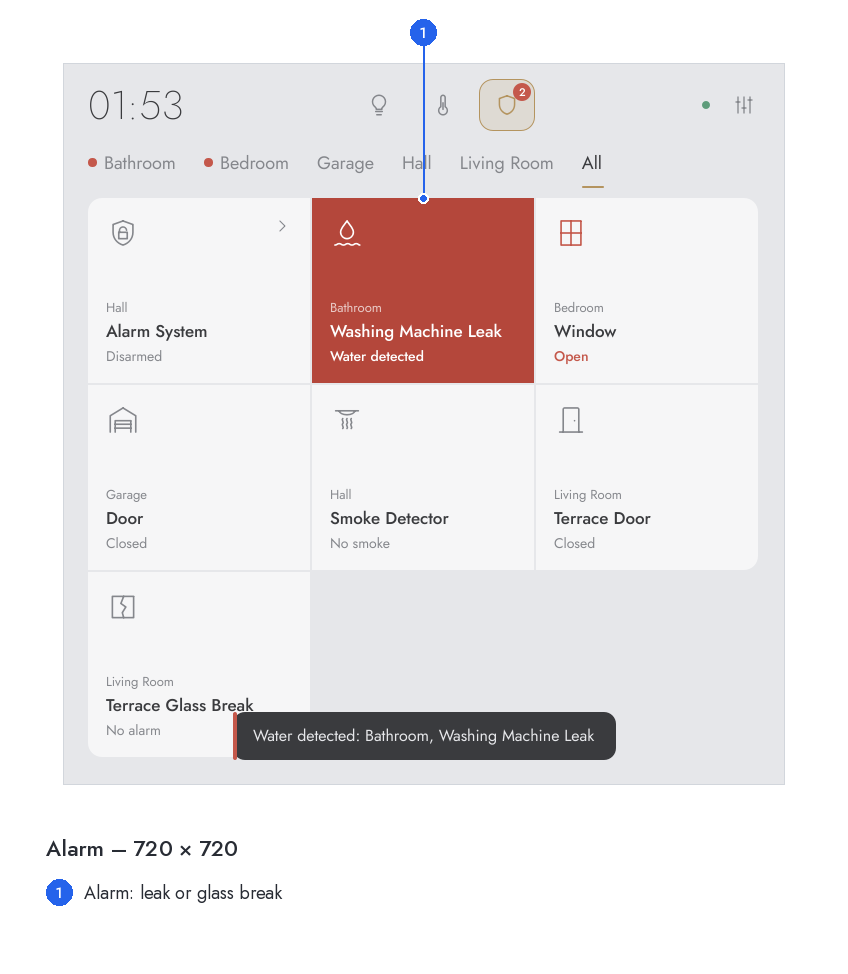 1
01:53
2
Bathroom Bedroom Garage Hall Living Room All
Hall
Alarm System
Disarmed
Bathroom
Washing Machine Leak
Water detected
Bedroom
Window
Open
Garage
Door
Closed
Hall
Smoke Detector
No smoke
Living Room
Terrace Door
Closed
Living Room
Terrace Glass Break
No alarm
Water detected: Bathroom, Washing Machine Leak
Alarm – 720 × 720
1 Alarm: leak or glass break